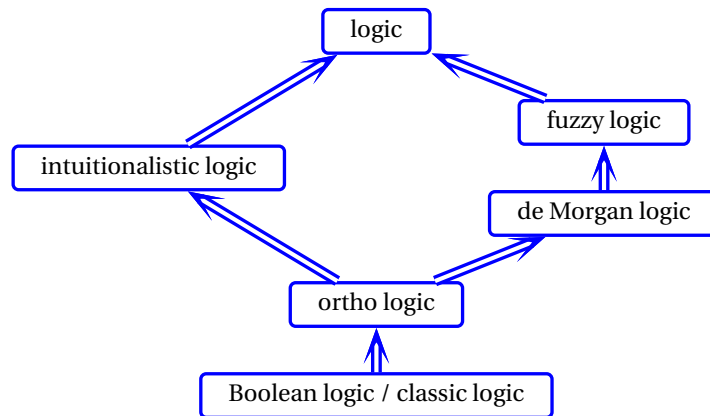 logic
fuzzy logic
intuitionalistic logic
de Morgan logic
ortho logic
Boolean logic / classic logic